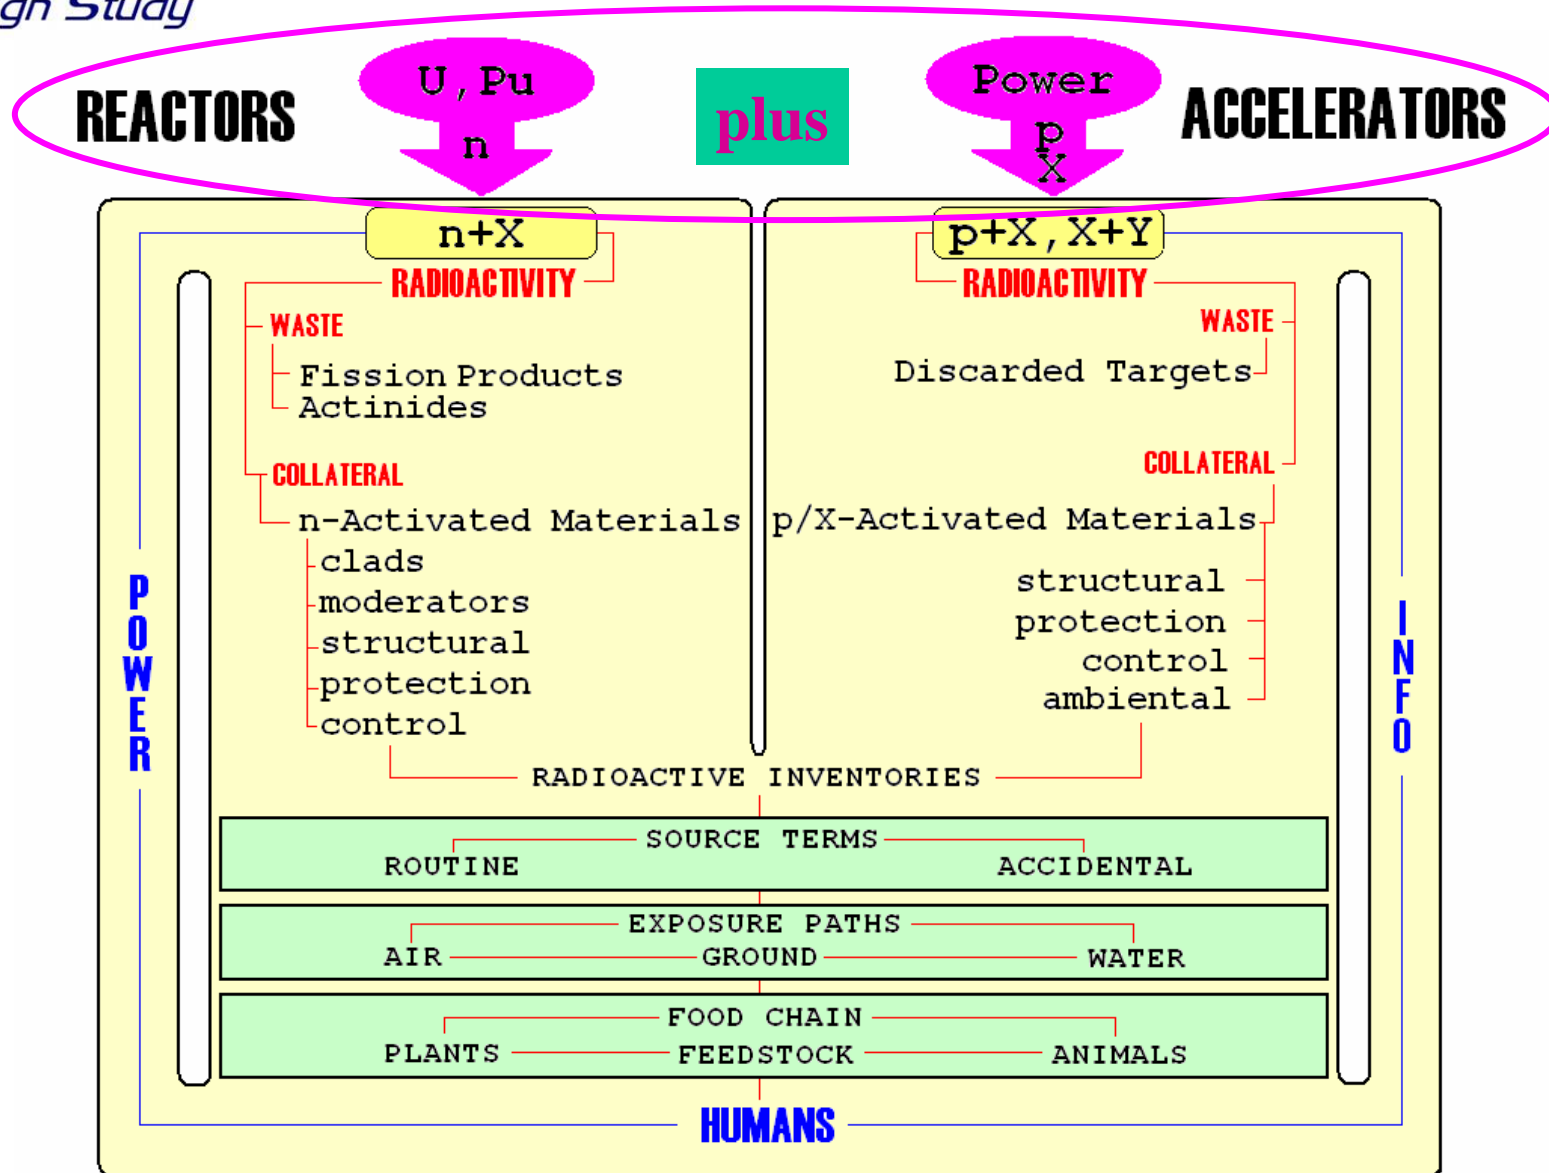 gn Study
REACTORS
U,Pu
n
plus
Power
p
X
ACCELERATORS
n+X
RADIOACTIVITY
WASTE
Fission Products
Actinides
COLLATERAL
n-Activated Materials
clads
moderators
structural
protection
control
p+X,X+Y
RADIOACTIVITY
WASTE
Discarded Targets
COLLATERAL
p/X-Activated Materials
structural
protection
control
ambiental
POWER
INFO
RADIOACTIVE INVENTORIES
SOURCE TERMS
ROUTINE ACCIDENTAL
EXPOSURE PATHS
AIR GROUND WATER
FOOD CHAIN
PLANTS FEEDSTOCK ANIMALS
HUMANS